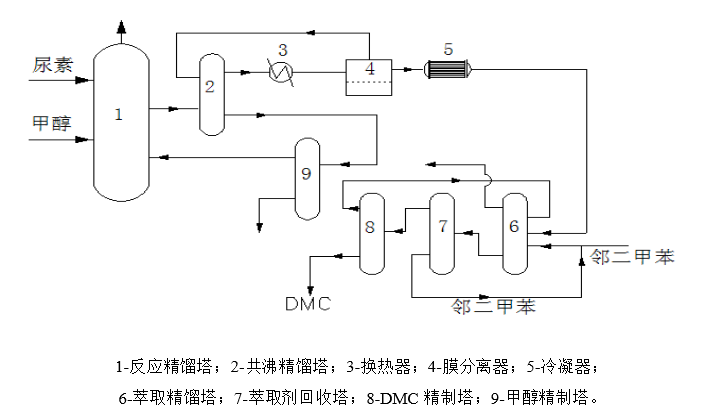 尿素
甲醇
1
2
3
4
5
9
8
7
6
邻二甲苯
邻二甲苯
DMC
1-反应精馏塔；2-共沸精馏塔；3-换热器；4-膜分离器；5-冷凝器；
6-萃取精馏塔；7-萃取剂回收塔；8-DMC 精制塔；9-甲醇精制塔。